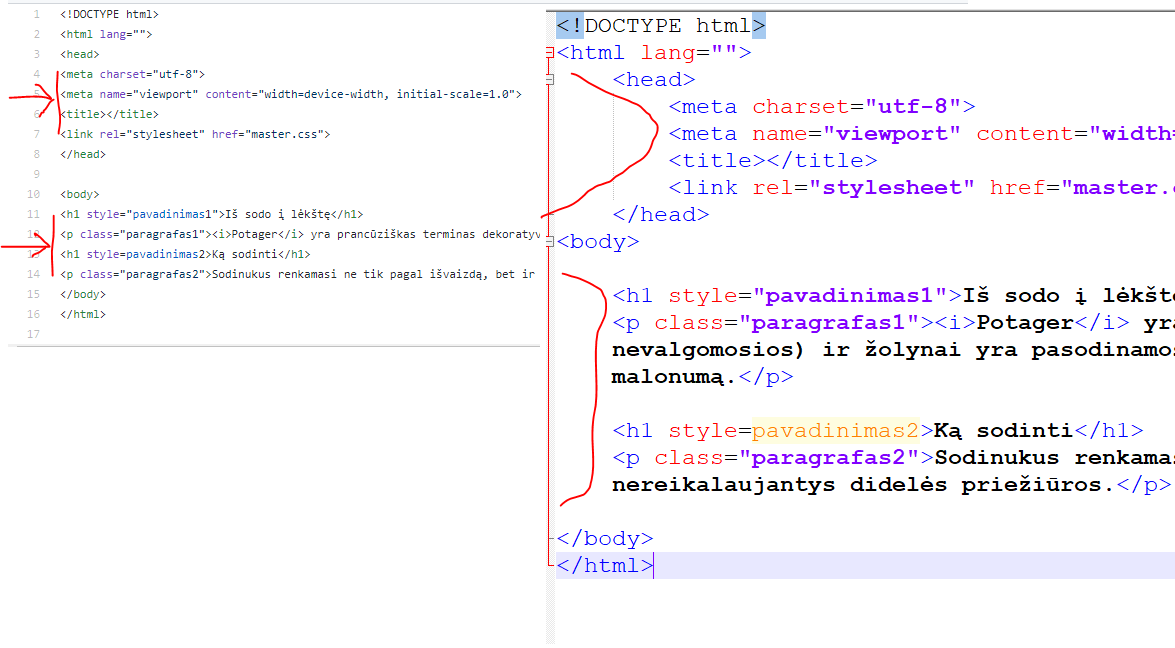 1 <!DOCTYPE html>
2 <html lang="">
3 <head>
4 <meta charset="utf-8">
<meta name="viewport" content="width=device-width, initial-scale=1.0">
6 <title></title>
7 <link rel="stylesheet" href="master.css">
8 </head>
9
10 <body>
11 <h1 style="pavadinimas1">Iš sodo į lėkštę</h1>
<p class="paragrafas1"><i>Potager</i> yra prancūziškas terminas dekoratyv
13 <h1 style=pavadinimas2>Ką sodinti</h1>
14 <p class="paragrafas2">Sodinukus renkamasi ne tik pagal išvaizdą, bet ir
15 </body>
16 </html>
17
<!DOCTYPE html>
<html lang="">
<head>
<meta charset="utf-8">
<meta name="viewport" content="width=
<title></title>
<link rel="stylesheet" href="master.
</head>
<body>
<h1 style="pavadinimas1">Iš sodo į lėkštę
<p class="paragrafas1"><i>Potager</i> yra
nevalgomosios) ir žolynai yra pasodinamos
malonumą.</p>
<h1 style=pavadinimas2>Ką sodinti</h1>
<p class="paragrafas2">Sodinukus renkamas
nereikalaujantys didelės priežiūros.</p>
</body>
</html>